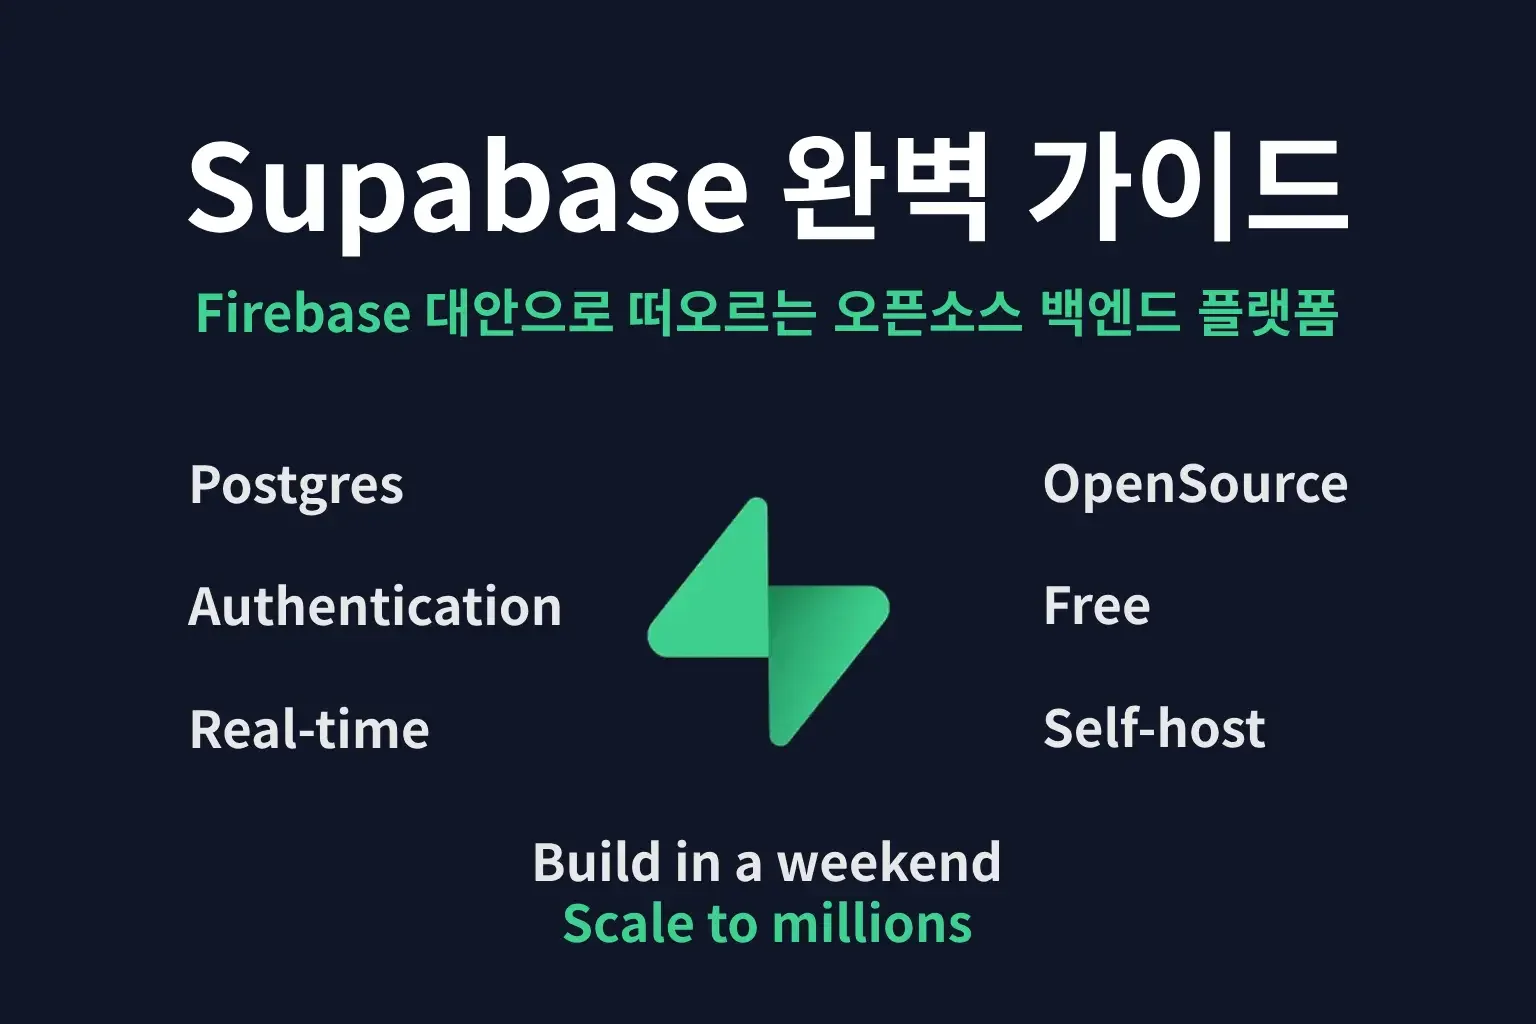 Supabase 완벽 가이드
Firebase 대안으로 떠오르는 오픈소스 백엔드 플랫폼
Postgres
Authentication
Real-time
OpenSource
Free
Self-host
Build in a weekend
Scale to millions